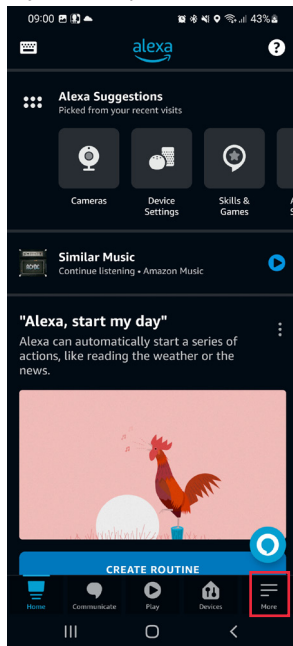 09:00
43%
alexa
?
Alexa Suggestions
Picked from your recent visits
Cameras
Device
Settings
Skills &
Games
Similar Music
Continue listening • Amazon Music
"Alexa, start my day"
Alexa can automatically start a series of
actions, like reading the weather or the
news.
CREATE ROUTINE
Home
Communicate
Play
Devices
More